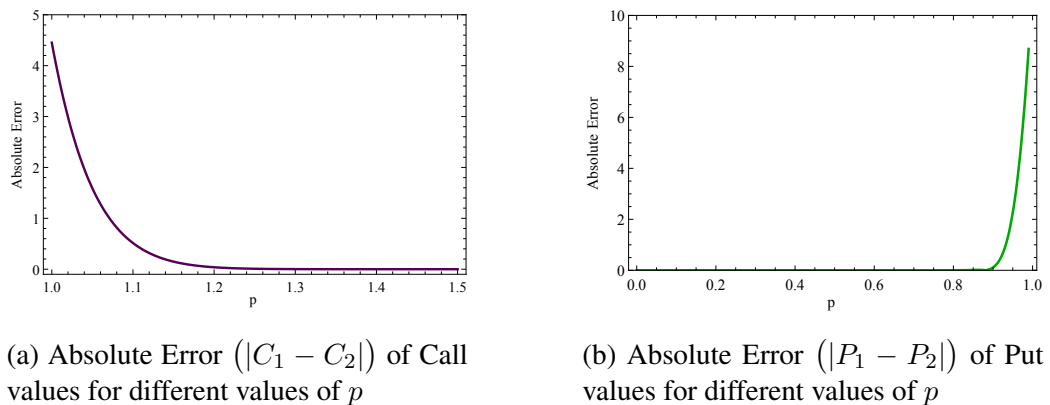 5
4
3
2
1
0
Absolute Error
1.0 1.1 1.2 1.3 1.4 1.5
p
10
8
6
4
2
0
Absolute Error
0.0 0.2 0.4 0.6 0.8 1.0
p
(a) Absolute Error (|C₁ − C₂|) of Call
values for different values of p
(b) Absolute Error (|P₁ − P₂|) of Put
values for different values of p